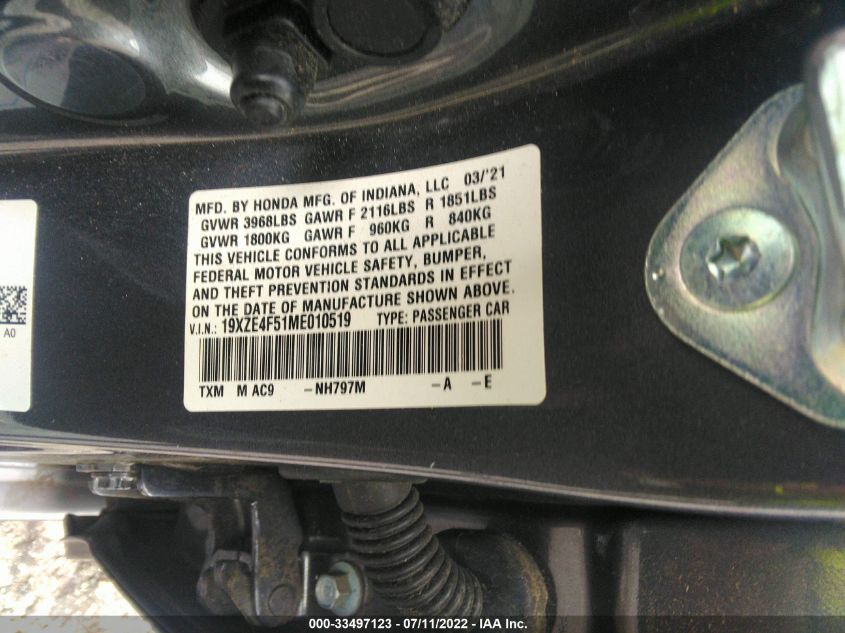 MFD. BY HONDA MFG. OF INDIANA, LLC 03/'21
GVWR 3968LBS GAWR F 2116LBS R 1851LBS
GVWR 1800KG GAWR F 960KG R 840KG
THIS VEHICLE CONFORMS TO ALL APPLICABLE
FEDERAL MOTOR VEHICLE SAFETY, BUMPER,
AND THEFT PREVENTION STANDARDS IN EFFECT
ON THE DATE OF MANUFACTURE SHOWN ABOVE.
V.I.N.: 19XZE4F51ME010519 TYPE: PASSENGER CAR
TXM M AC9 -NH797M -A -E
A0
000-33497123 - 07/11/2022 - IAA Inc.